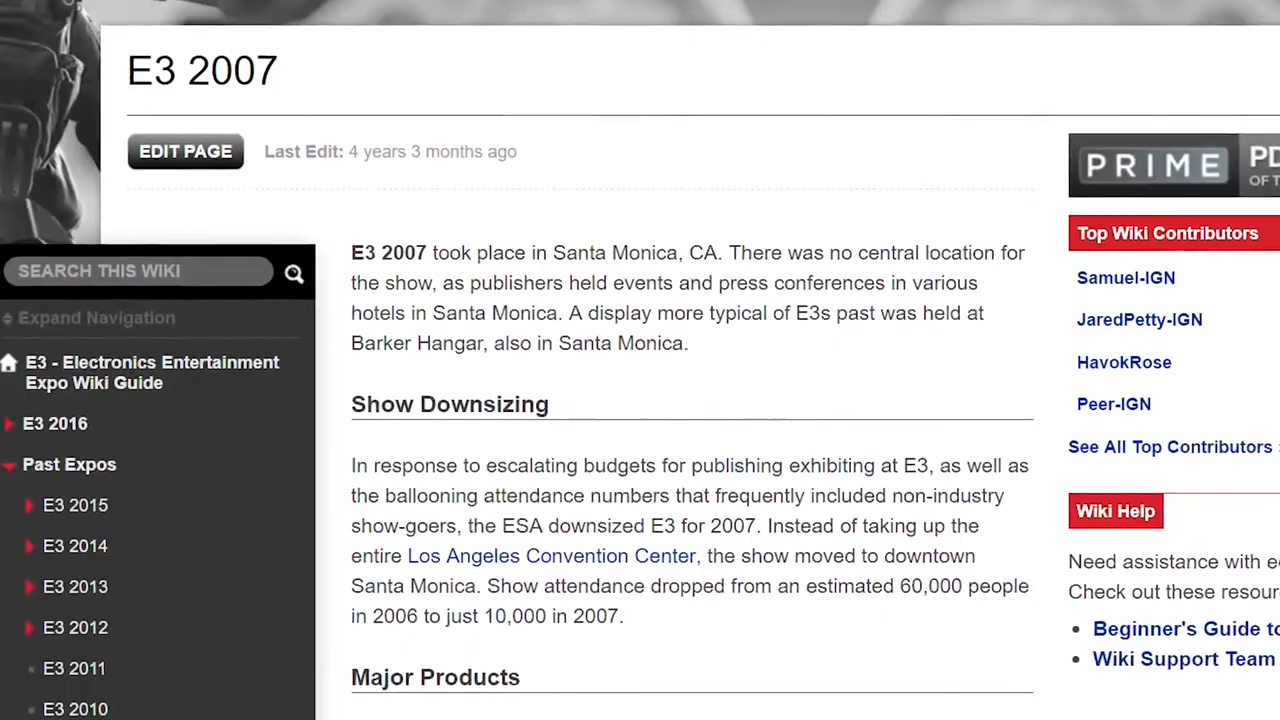 E3 2007
EDIT PAGE
Last Edit: 4 years 3 months ago
PRIME
OF T
Top Wiki Contributors
Samuel-IGN
JaredPetty-IGN
HavokRose
Peer-IGN
See All Top Contributors
SEARCH THIS WIKI
Expand Navigation
E3 - Electronics Entertainment
Expo Wiki Guide
E3 2016
Past Expos
E3 2015
E3 2014
E3 2013
E3 2012
E3 2011
E3 2010
E3 2007 took place in Santa Monica, CA. There was no central location for
the show, as publishers held events and press conferences in various
hotels in Santa Monica. A display more typical of E3s past was held at
Barker Hangar, also in Santa Monica.
Show Downsizing
In response to escalating budgets for publishing exhibiting at E3, as well as
the ballooning attendance numbers that frequently included non-industry
show-goers, the ESA downsized E3 for 2007. Instead of taking up the
entire Los Angeles Convention Center, the show moved to downtown
Santa Monica. Show attendance dropped from an estimated 60,000 people
in 2006 to just 10,000 in 2007.
Major Products
Wiki Help
Need assistance with e
Check out these resour
Beginner's Guide to
Wiki Support Team